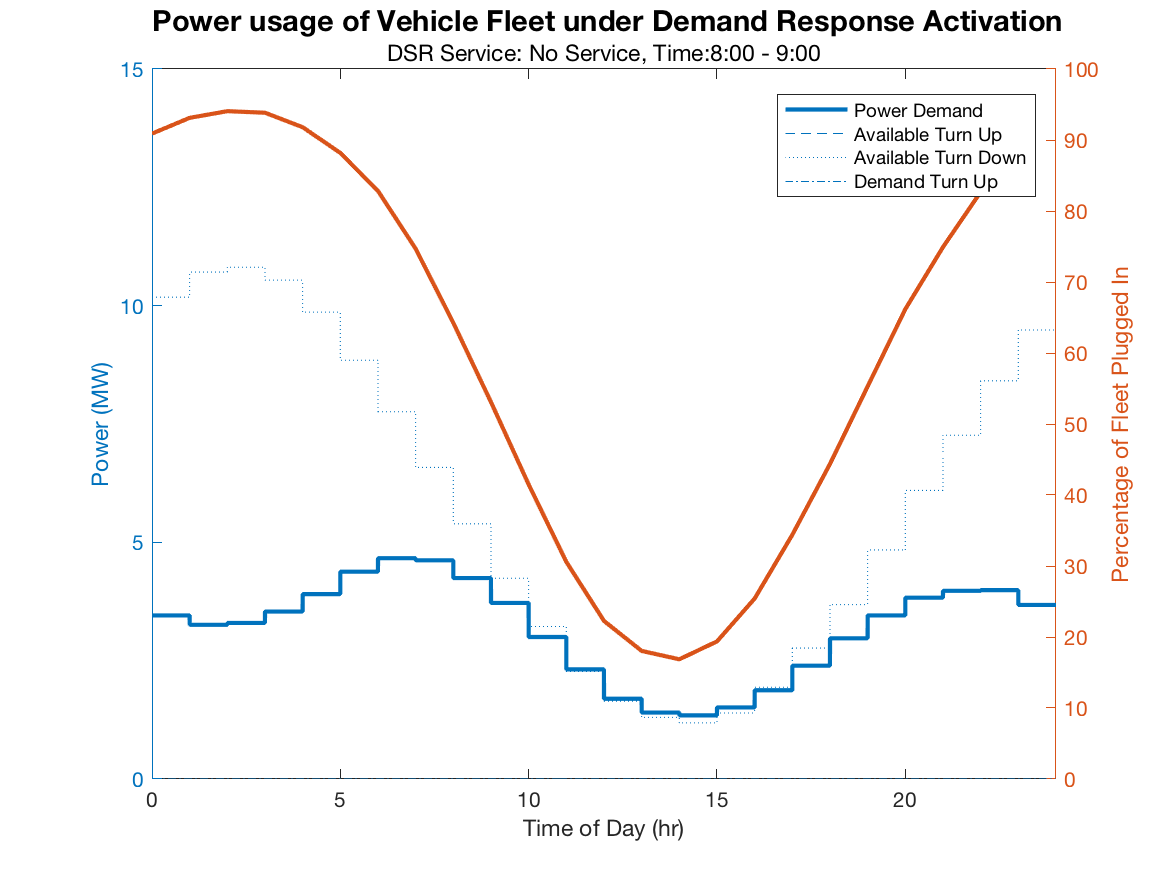 Power usage of Vehicle Fleet under Demand Response Activation
DSR Service: No Service, Time:8:00 - 9:00
Power Demand
Available Turn Up
Available Turn Down
Demand Turn Up
15
10
5
0
Power (MW)
100
90
80
70
60
50
40
30
20
10
0
Percentage of Fleet Plugged In
0
5
10
15
20
Time of Day (hr)